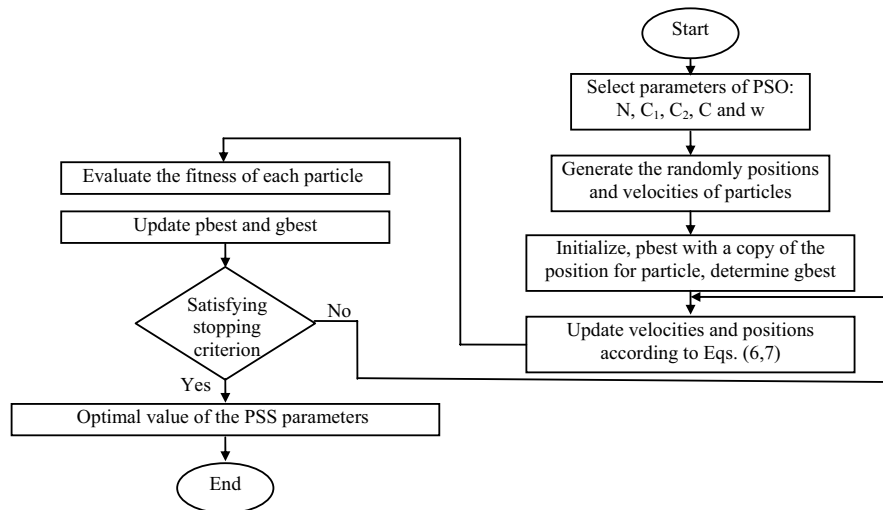 Start
Select parameters of PSO:
N, C₁, C₂, C and w
Generate the randomly positions
and velocities of particles
Initialize, pbest with a copy of the
position for particle, determine gbest
Update velocities and positions
according to Eqs. (6,7)
Evaluate the fitness of each particle
Update pbest and gbest
Satisfying
stopping
criterion
No
Yes
Optimal value of the PSS parameters
End